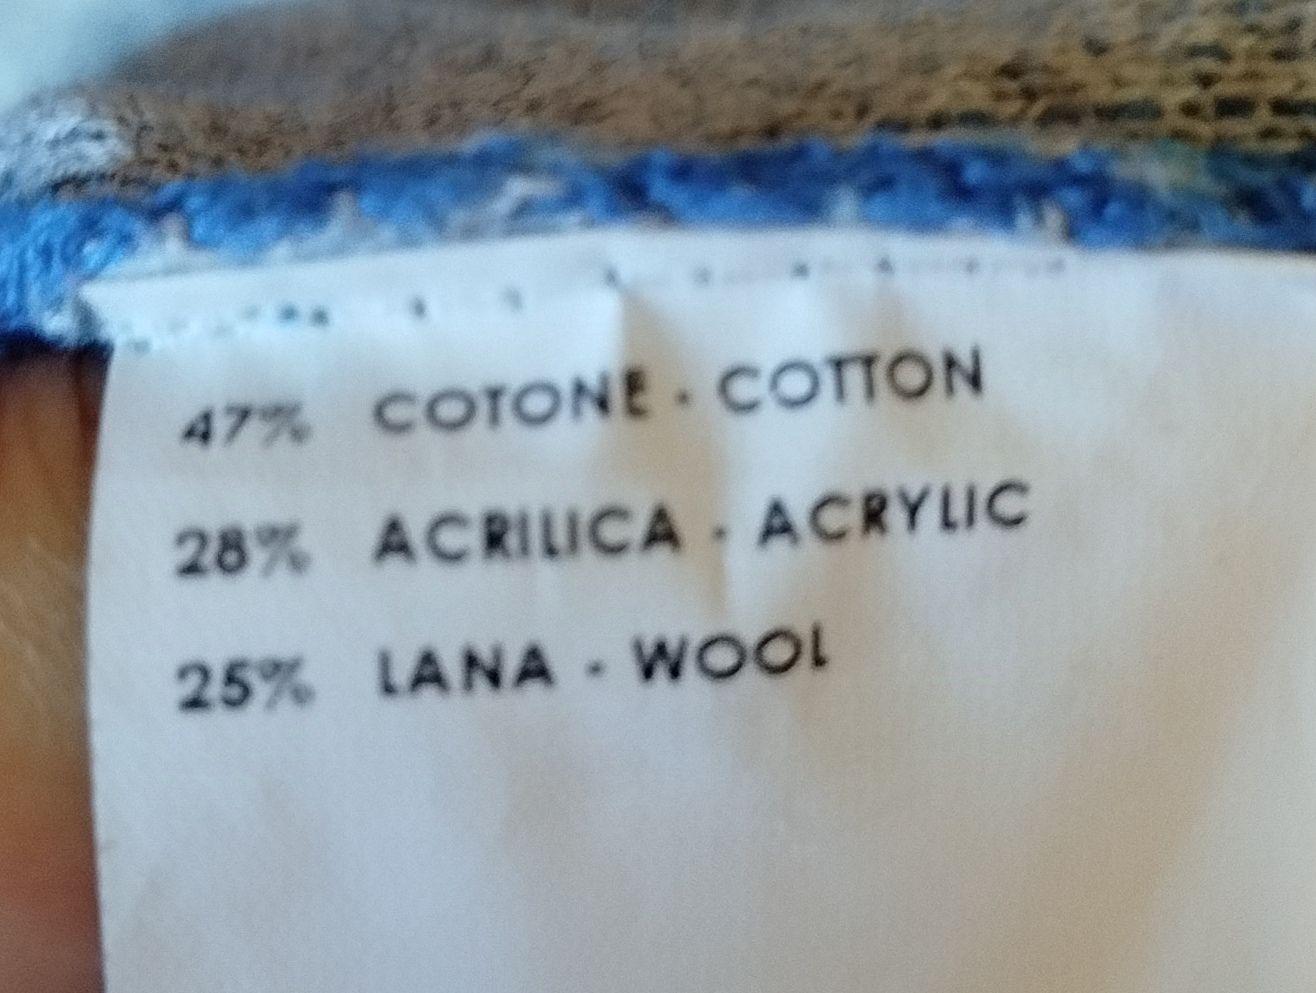 47% COTONE - COTTON
28% ACRILICA - ACRYLIC
25% LANA - WOOL